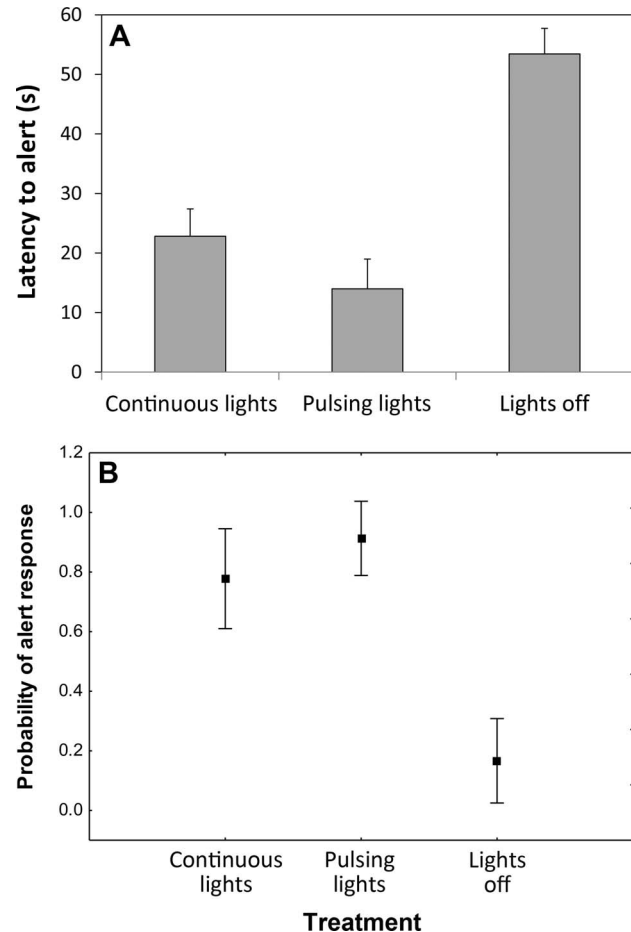 A
Latency to alert (s)
60
50
40
30
20
10
0
Continuous lights
Pulsing lights
Lights off
B
Probability of alert response
1.2
1.0
0.8
0.6
0.4
0.2
0.0
Continuous
lights
Pulsing
lights
Lights
off
Treatment